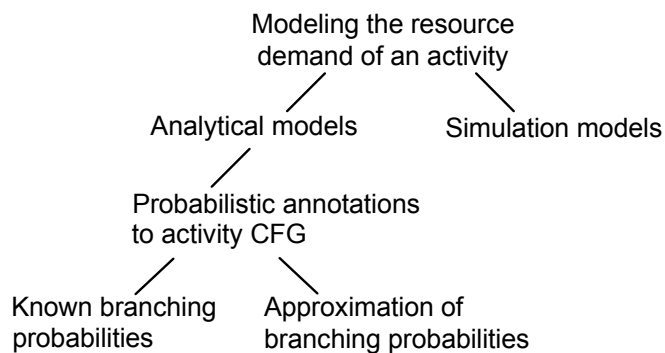 Modeling the resource
demand of an activity
Analytical models
Simulation models
Probabilistic annotations
to activity CFG
Known branching
probabilities
Approximation of
branching probabilities